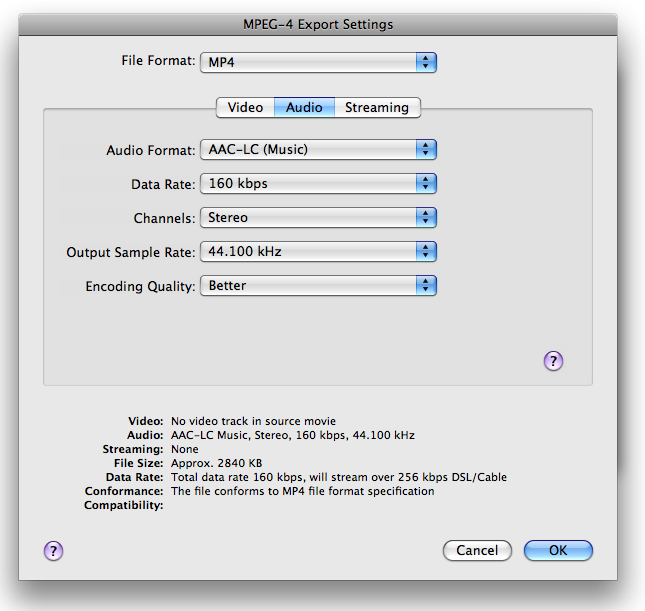 MPEG-4 Export Settings
File Format: MP4
Video Audio Streaming
Audio Format: AAC-LC (Music)
Data Rate: 160 kbps
Channels: Stereo
Output Sample Rate: 44.100 kHz
Encoding Quality: Better
?
Video: No video track in source movie
Audio: AAC-LC Music, Stereo, 160 kbps, 44.100 kHz
Streaming: None
File Size: Approx. 2840 KB
Data Rate: Total data rate 160 kbps, will stream over 256 kbps DSL/Cable
Conformance: The file conforms to MP4 file format specification
Compatibility:
? Cancel OK